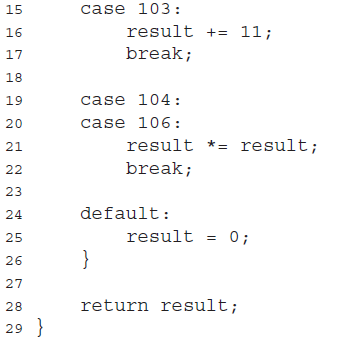 15 case 103:
16 result += 11;
17 break;
18
19 case 104:
20 case 106:
21 result *= result;
22 break;
23
24 default:
25 result = 0;
26 }
27
28 return result;
29 }